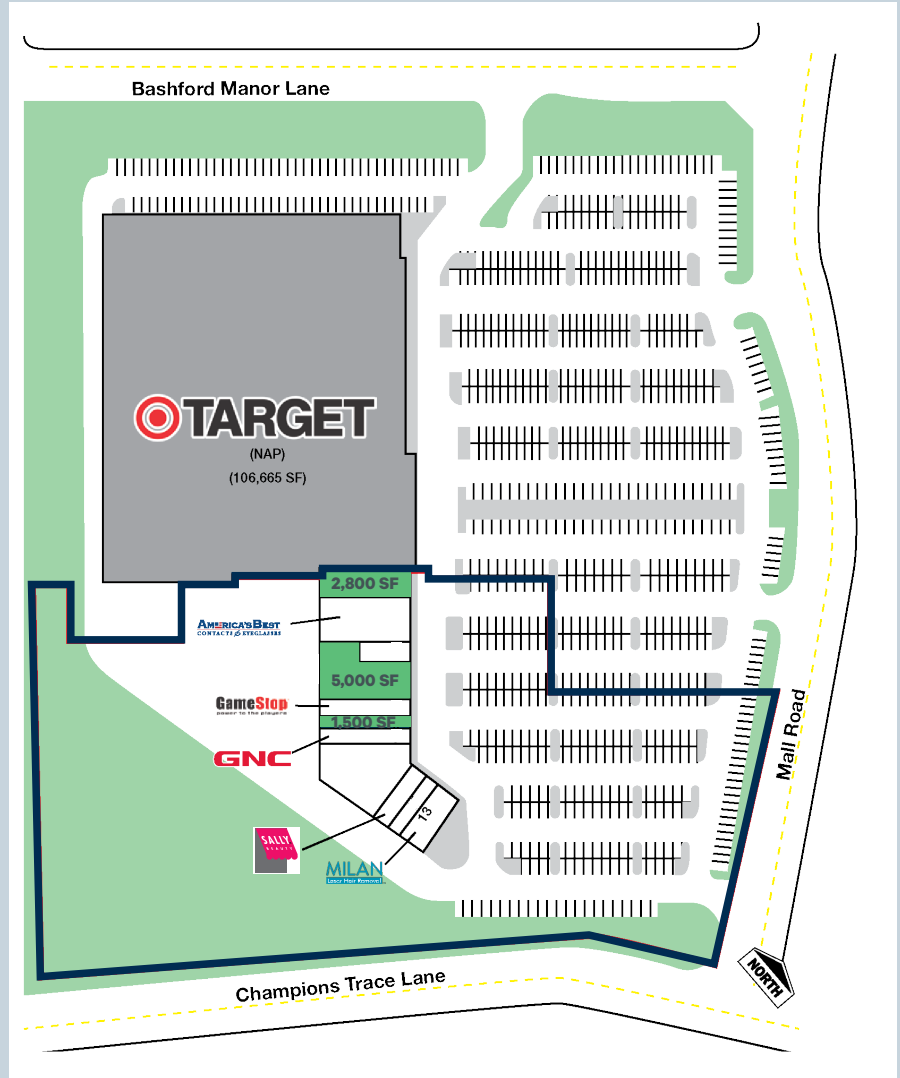 Bashford Manor Lane
TARGET
(NAP)
(106,665 SF)
2,800 SF
AMERICA'S BEST
CONTACTS & EYEGLASSES
5,000 SF
GameStop
power to the players
1,500 SF
GNC
Mall Road
13
SALLY
BEAUTY
MILAN
Laser Hair Removal
NORTH
Champions Trace Lane